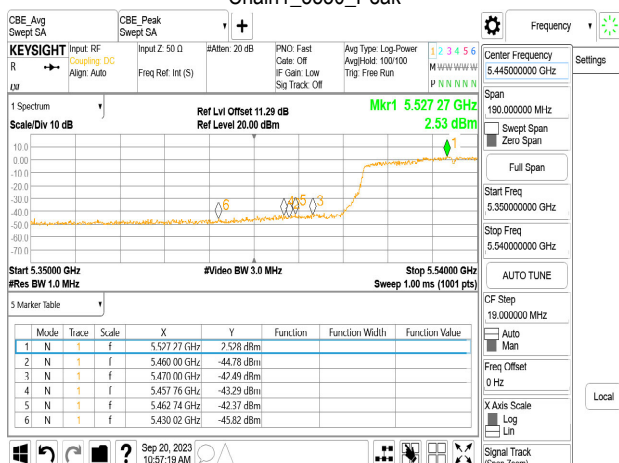 Chain1_5530_Peak
CBE_Avg
Swept SA
CBE_Peak
Swept SA
Frequency
KEYSIGHT
R
Input: RF
Coupling: DC
Align: Auto
Input Z: 50 Ω
Freq Ref: Int (S)
#Atten: 20 dB
PNO: Fast
Gate: Off
IF Gain: Low
Sig Track: Off
Avg Type: Log-Power
Avg|Hold: 100/100
Trig: Free Run
1 2 3 4 5 6
M W W W W W
P N N N N N
Center Frequency
5.445000000 GHz
Settings
Span
190.000000 MHz
Swept Span
Zero Span
Full Span
Start Freq
5.350000000 GHz
Stop Freq
5.540000000 GHz
AUTO TUNE
CF Step
19.000000 MHz
Auto
Man
Freq Offset
0 Hz
X Axis Scale
Log
Lin
Local
Signal Track
(Span Zoom)
1 Spectrum
Scale/Div 10 dB
Ref Lvl Offset 11.29 dB
Ref Level 20.00 dBm
Mkr1 5.527 27 GHz
2.53 dBm
10.0
0.00
-10.0
-20.0
-30.0
-40.0
-50.0
-60.0
-70.0
1
6
5
3
Start 5.35000 GHz
#Res BW 1.0 MHz
#Video BW 3.0 MHz
Stop 5.54000 GHz
Sweep 1.00 ms (1001 pts)
5 Marker Table
Mode Trace Scale X Y Function Function Width Function Value
1 N 1 f 5.527 27 GHz 2.528 dBm
2 N 1 f 5.460 00 GHz -44.78 dBm
3 N 1 f 5.470 00 GHz -42.49 dBm
4 N 1 f 5.457 76 GHz -43.29 dBm
5 N 1 f 5.462 74 GHz -42.37 dBm
6 N 1 f 5.430 02 GHz -45.82 dBm
Sep 20, 2023
10:57:19 AM